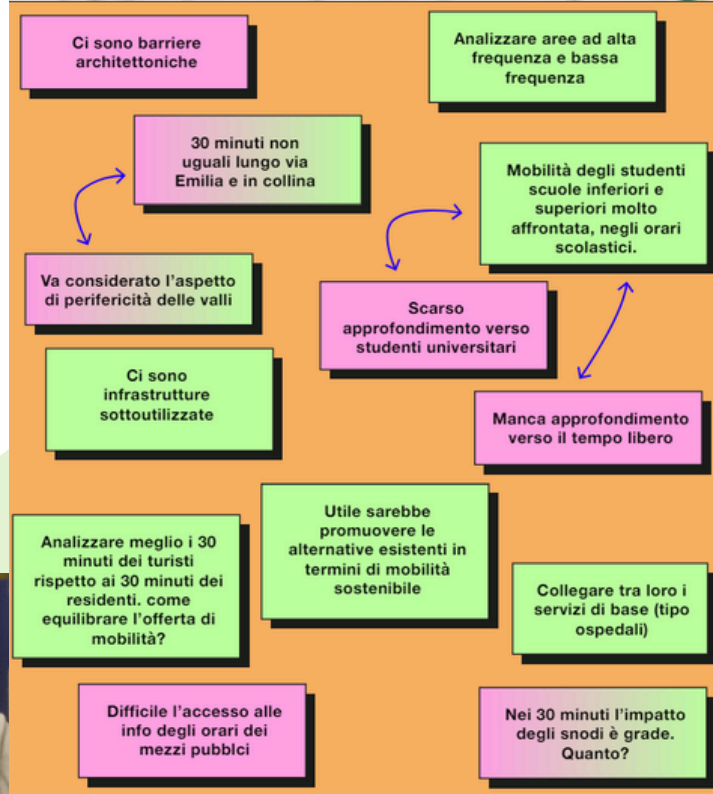 Ci sono barriere
architettoniche
Analizzare aree ad alta
frequenza e bassa
frequenza
30 minuti non
uguali lungo via
Emilia e in collina
Mobilità degli studenti
scuole inferiori e
superiori molto
affrontata, negli orari
scolastici.
Va considerato l'aspetto
di perifericità delle valli
Scarso
approfondimento verso
studenti universitari
Ci sono
infrastrutture
sottoutilizzate
Manca approfondimento
verso il tempo libero
Analizzare meglio i 30
minuti dei turisti
rispetto ai 30 minuti dei
residenti. come
equilibrare l'offerta di
mobilità?
Utile sarebbe
promuovere le
alternative esistenti in
termini di mobilità
sostenibile
Collegare tra loro i
servizi di base (tipo
ospedali)
Difficile l'accesso alle
info degli orari dei
mezzi pubblci
Nei 30 minuti l'impatto
degli snodi è grade.
Quanto?